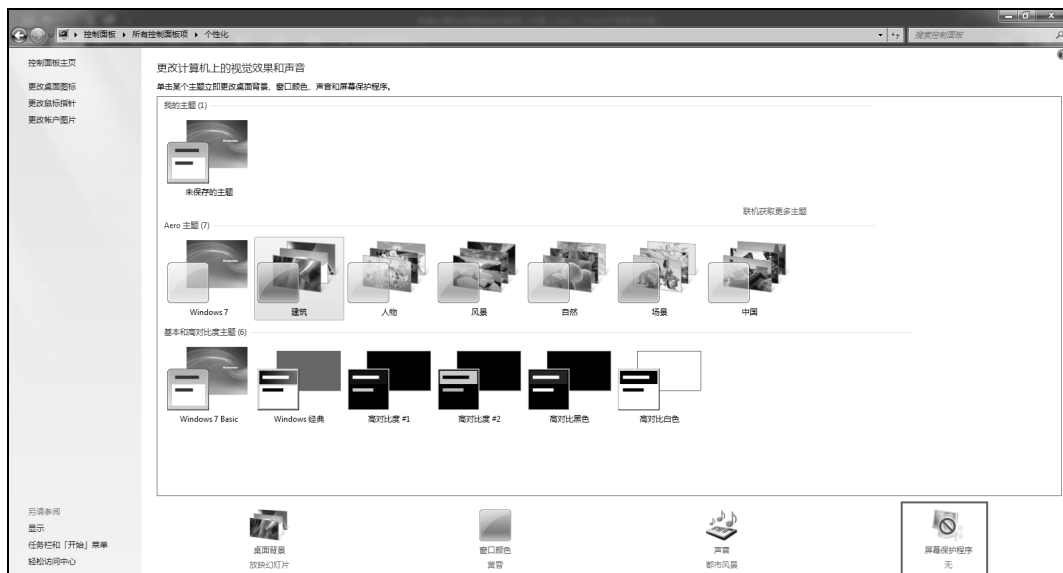 控制面板 ▸ 所有控制面板项 ▸ 个性化
搜索控制面板
控制面板主页
更改桌面图标
更改鼠标指针
更改帐户图片
更改计算机上的视觉效果和声音
单击某个主题立即更改桌面背景、窗口颜色、声音和屏幕保护程序。
我的主题 (1)
未保存的主题
联机获取更多主题
Aero 主题 (7)
Windows 7 建筑 人物 风景 自然 场景 中国
基本和高对比度主题 (6)
Windows 7 Basic Windows 经典 高对比度 #1 高对比度 #2 高对比黑色 高对比白色
另请参阅
显示
任务栏和「开始」菜单
轻松访问中心
桌面背景 窗口颜色 声音 屏幕保护程序
放映幻灯片 黄昏 都市风景 无